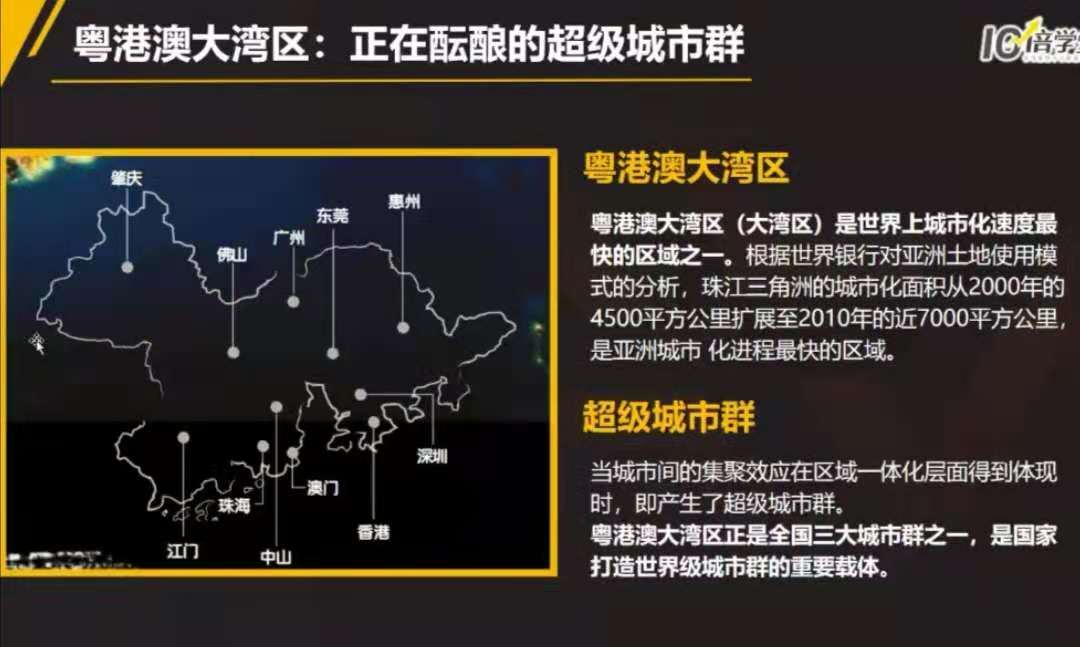 粤港澳大湾区：正在酝酿的超级城市群
10倍学
肇庆
惠州
东莞
广州
佛山
深圳
澳门
珠海
香港
江门
中山
粤港澳大湾区
粤港澳大湾区（大湾区）是世界上城市化速度最
快的区域之一。根据世界银行对亚洲土地使用模
式的分析，珠江三角洲的城市化面积从2000年的
4500平方公里扩展至2010年的近7000平方公里，
是亚洲城市 化进程最快的区域。
超级城市群
当城市间的集聚效应在区域一体化层面得到体现
时，即产生了超级城市群。
粤港澳大湾区正是全国三大城市群之一，是国家
打造世界级城市群的重要载体。